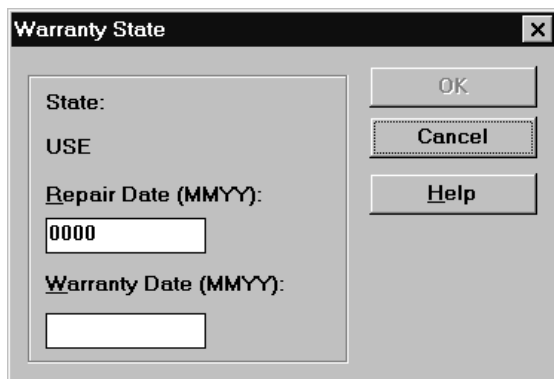 Warranty State
State:
USE
Repair Date (MMYY):
0000
Warranty Date (MMYY):
OK
Cancel
Help